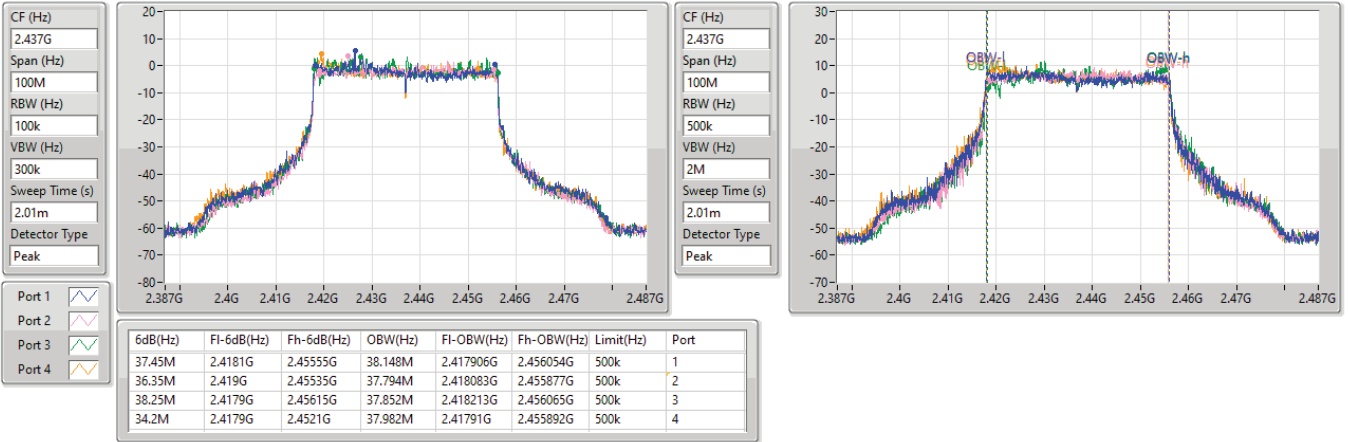 CF (Hz)
2.437G
Span (Hz)
100M
RBW (Hz)
100k
VBW (Hz)
300k
Sweep Time (s)
2.01m
Detector Type
Peak
20
10
0
-10
-20
-30
-40
-50
-60
-70
-80
2.387G 2.4G 2.41G 2.42G 2.43G 2.44G 2.45G 2.46G 2.47G 2.487G
CF (Hz)
2.437G
Span (Hz)
100M
RBW (Hz)
500k
VBW (Hz)
2M
Sweep Time (s)
2.01m
Detector Type
Peak
30
20
10
0
-10
-20
-30
-40
-50
-60
-70
OBW-l OBW-h
2.387G 2.4G 2.41G 2.42G 2.43G 2.44G 2.45G 2.46G 2.47G 2.487G
Port 1
Port 2
Port 3
Port 4
6dB(Hz) Fl-6dB(Hz) Fh-6dB(Hz) OBW(Hz) Fl-OBW(Hz) Fh-OBW(Hz) Limit(Hz) Port
37.45M 2.4181G 2.45555G 38.148M 2.417906G 2.456054G 500k 1
36.35M 2.419G 2.45535G 37.794M 2.418083G 2.455877G 500k 2
38.25M 2.4179G 2.45615G 37.852M 2.418213G 2.456065G 500k 3
34.2M 2.4179G 2.4521G 37.982M 2.41791G 2.455892G 500k 4